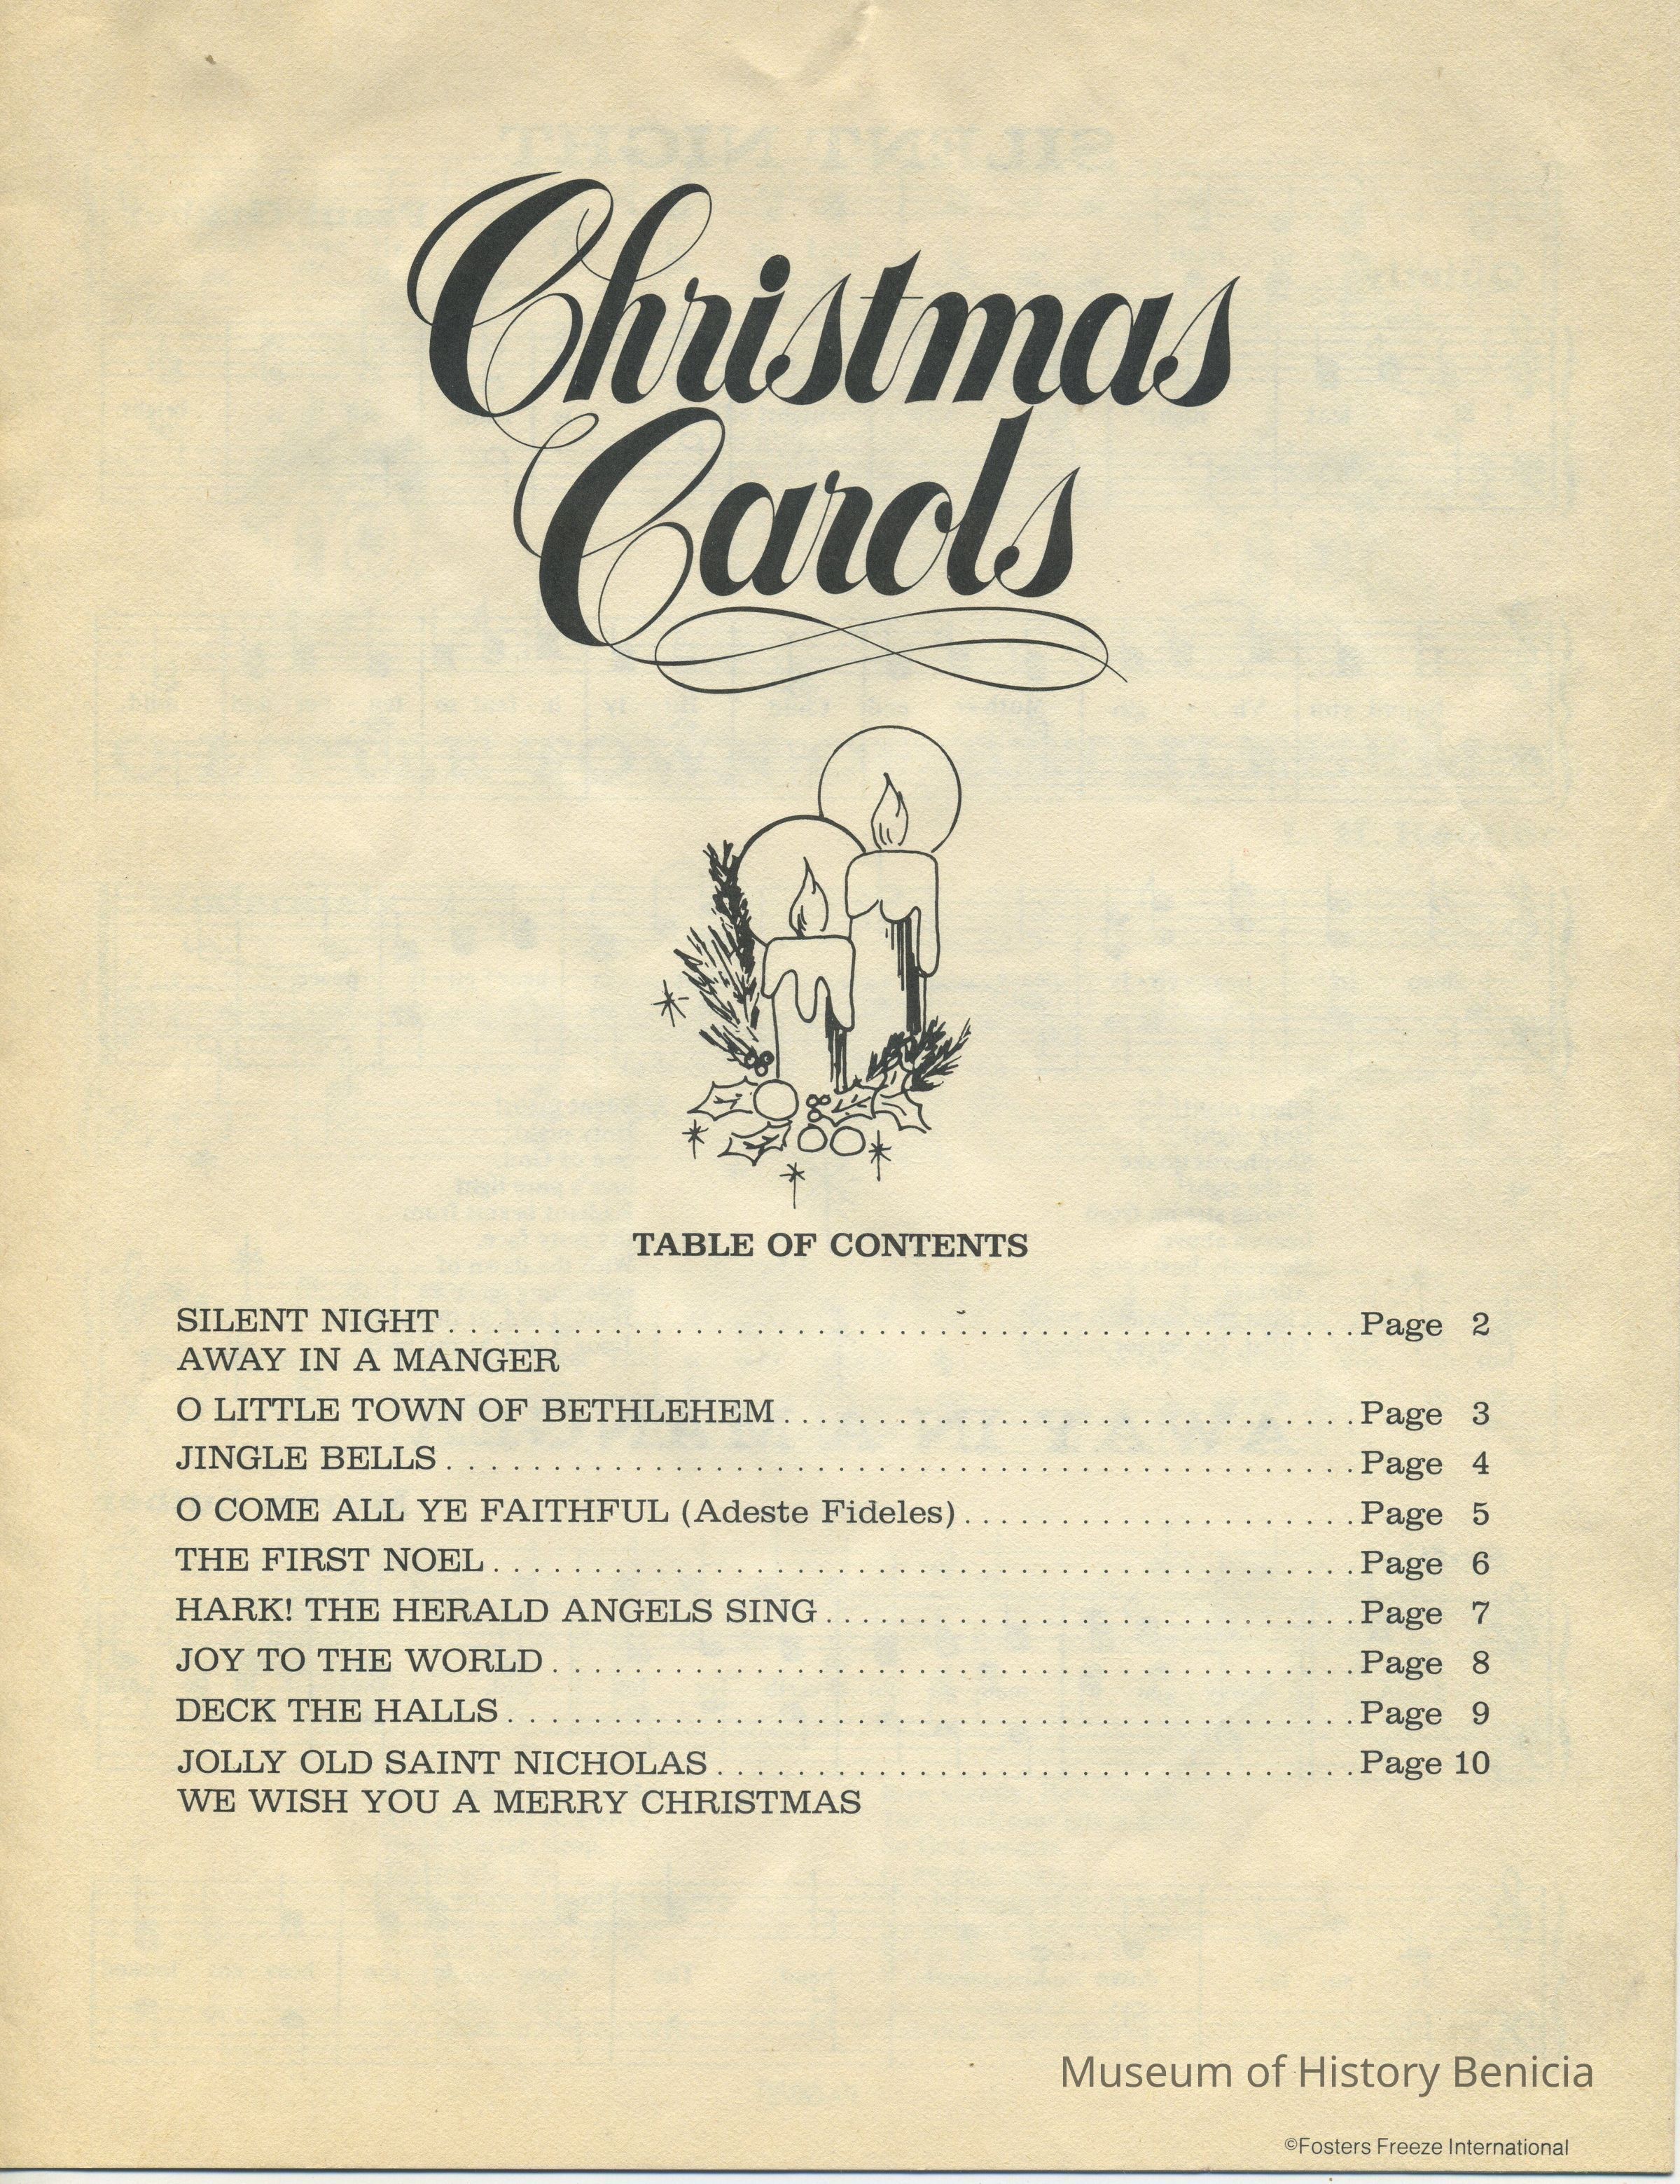 Christmas
Carols
TABLE OF CONTENTS
SILENT NIGHT . . . . . . . . . . . . . . . . . . . . Page 2
AWAY IN A MANGER
O LITTLE TOWN OF BETHLEHEM . . . . . . . . . . . . . . . . . . . . Page 3
JINGLE BELLS . . . . . . . . . . . . . . . . . . . . Page 4
O COME ALL YE FAITHFUL (Adeste Fideles) . . . . . . . . . . . . . . . . . . . . Page 5
THE FIRST NOEL . . . . . . . . . . . . . . . . . . . . Page 6
HARK! THE HERALD ANGELS SING . . . . . . . . . . . . . . . . . . . . Page 7
JOY TO THE WORLD . . . . . . . . . . . . . . . . . . . . Page 8
DECK THE HALLS . . . . . . . . . . . . . . . . . . . . Page 9
JOLLY OLD SAINT NICHOLAS . . . . . . . . . . . . . . . . . . . . Page 10
WE WISH YOU A MERRY CHRISTMAS
Museum of History Benicia
©Fosters Freeze International